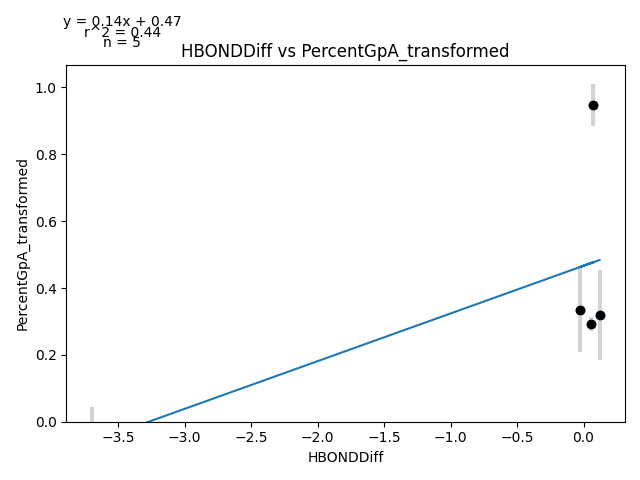 y = 0.14x + 0.47
r^2 = 0.44
n = 5
HBONDDiff vs PercentGpA_transformed
1.0
0.8
0.6
0.4
0.2
0.0
PercentGpA_transformed
−3.5 −3.0 −2.5 −2.0 −1.5 −1.0 −0.5 0.0
HBONDDiff